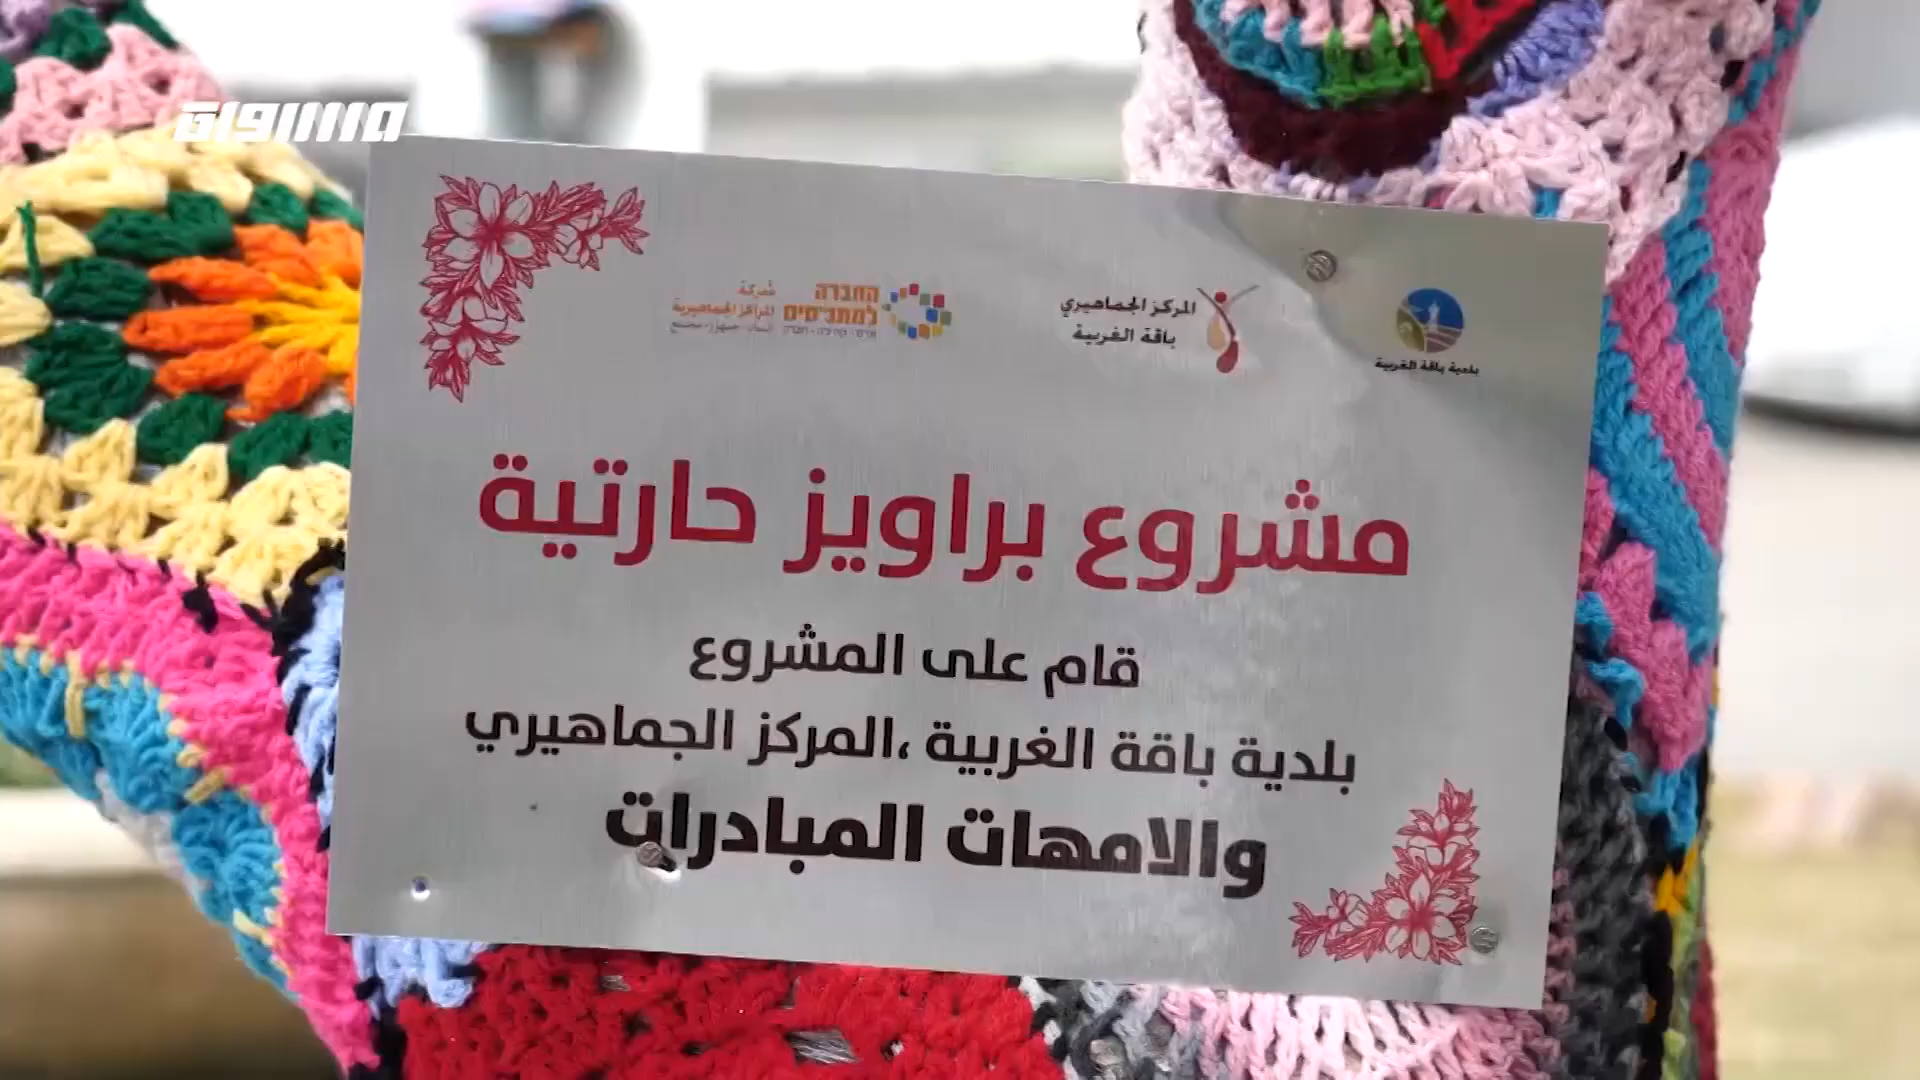 مساواة
بلدية باقة الغربية
المركز الجماهيري
باقة الغربية
החברה
למתנ"סים
شركة
المراكز الجماهيرية
مشروع براويز حارتية
قام على المشروع
بلدية باقة الغربية ،المركز الجماهيري
والامهات المبادرات